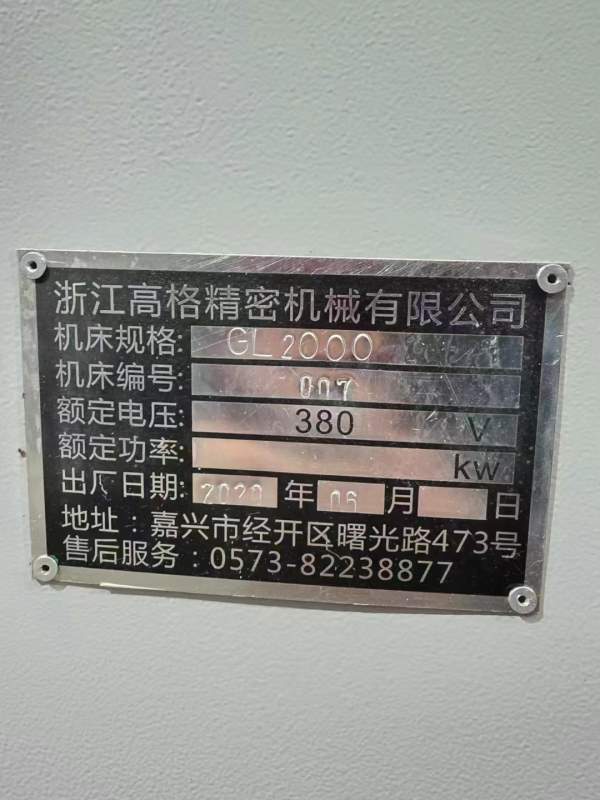 浙江高格精密机械有限公司
机床规格: GL2000
机床编号: 007
额定电压: 380 V
额定功率: kw
出厂日期: 2020 年 06 月 日
地址：嘉兴市经开区曙光路473号
售后服务：0573-82238877